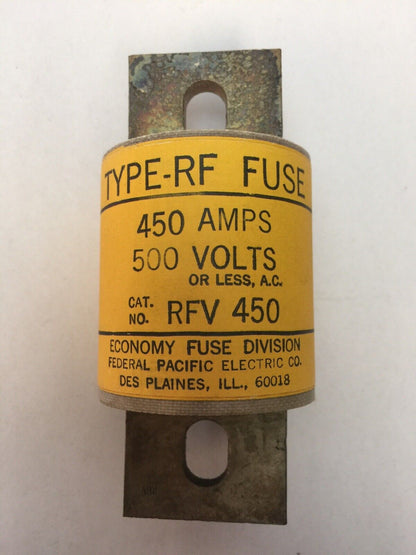 TYPE-RF FUSE
450 AMPS
500 VOLTS
OR LESS, A.C.
CAT. NO. RFV 450
ECONOMY FUSE DIVISION
FEDERAL PACIFIC ELECTRIC CO.
DES PLAINES, ILL., 60018